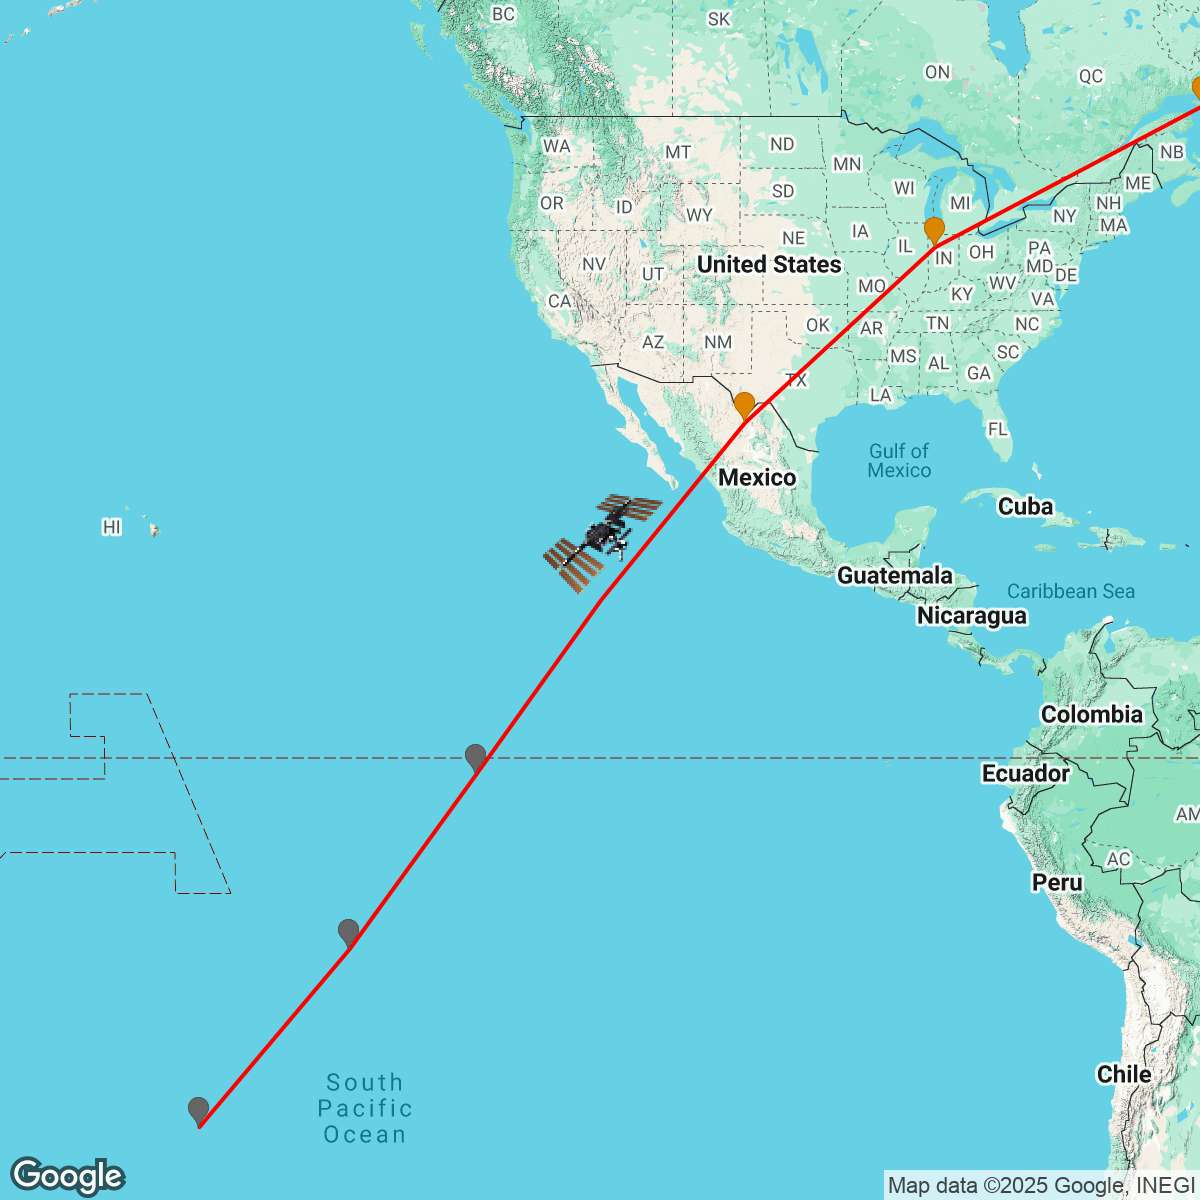 BC
SK
ON
QC
WA
MT
ND
MN
NB
OR
ID
WY
SD
WI
MI
ME
NH
NY
MA
NE
IA
IL
IN
OH
PA
MD
DE
NV
UT
United States
MO
KY
WV
VA
CA
AZ
NM
OK
AR
TN
NC
MS
AL
SC
GA
TX
LA
FL
Gulf of
Mexico
Mexico
Cuba
HI
Guatemala
Caribbean Sea
Nicaragua
Colombia
Ecuador
AM
AC
Peru
Chile
South
Pacific
Ocean
Google
Map data ©2025 Google, INEGI